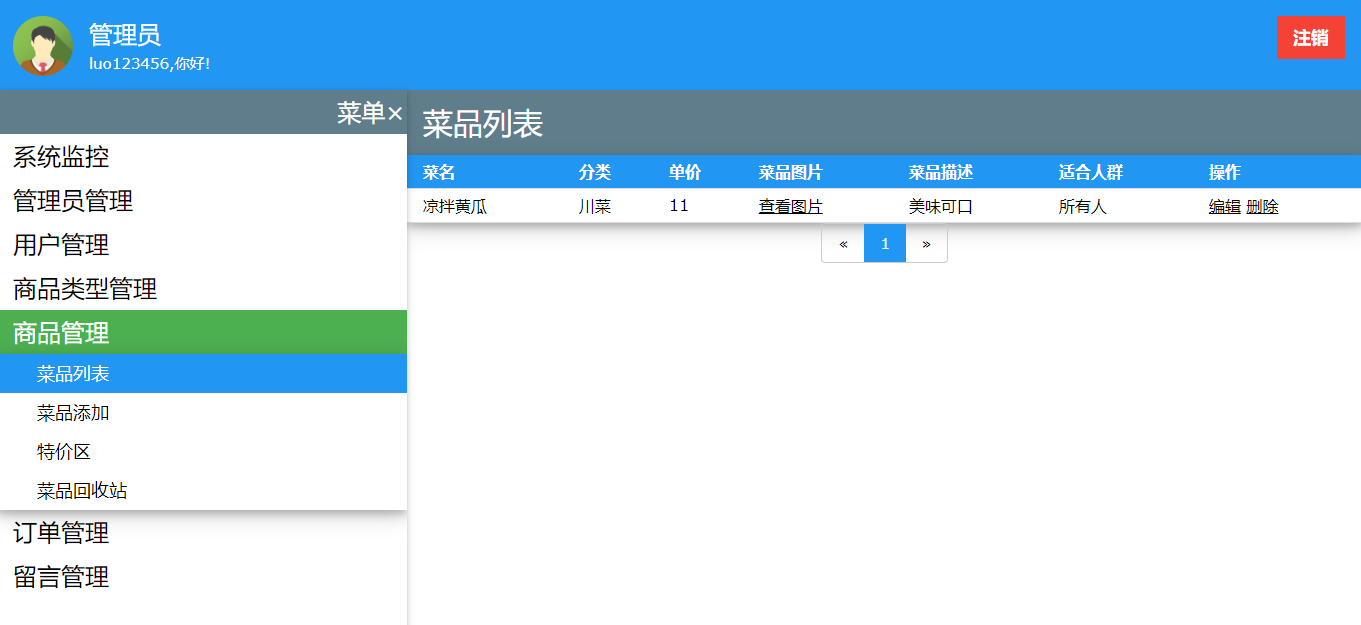 管理员
luo123456,你好!
注销
菜单×
系统监控
管理员管理
用户管理
商品类型管理
商品管理
菜品列表
菜品添加
特价区
菜品回收站
订单管理
留言管理
菜品列表
菜名 分类 单价 菜品图片 菜品描述 适合人群 操作
凉拌黄瓜 川菜 11 查看图片 美味可口 所有人 编辑 删除
« 1 »